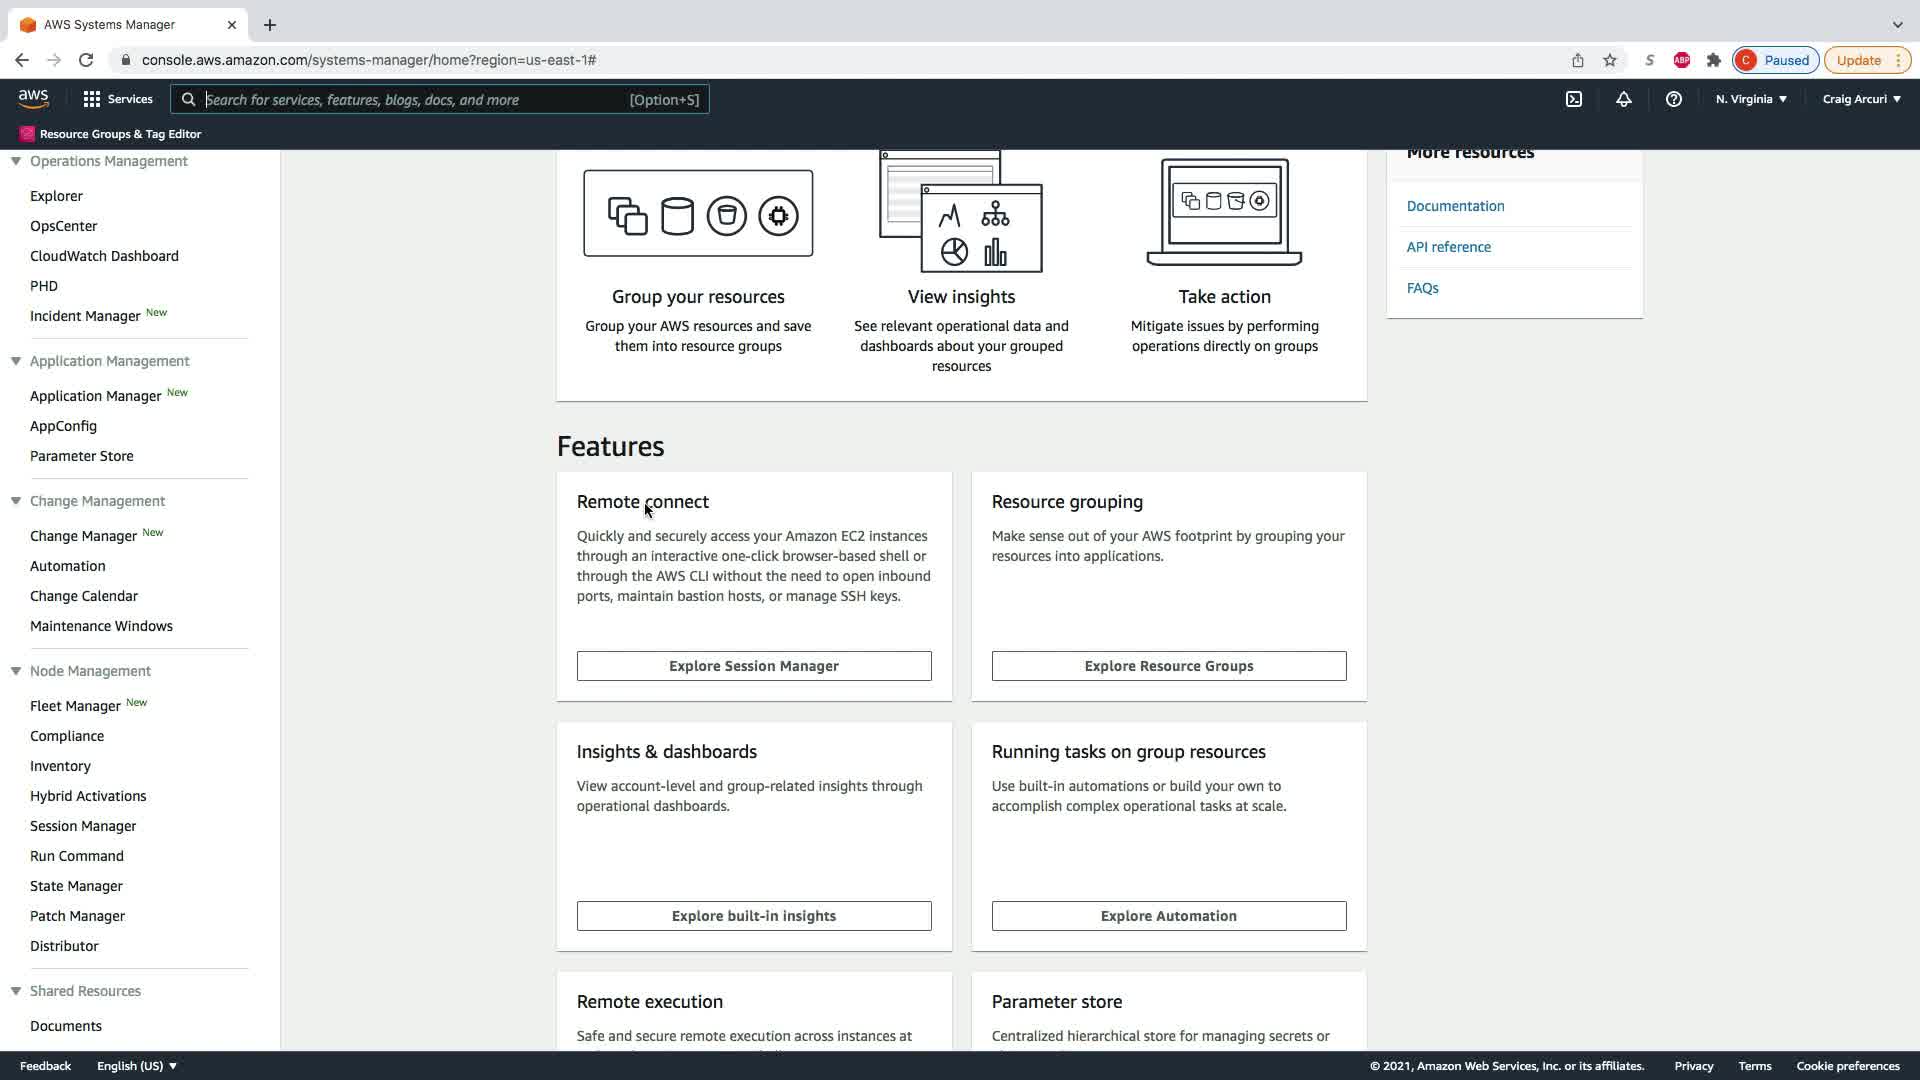 AWS Systems Manager
console.aws.amazon.com/systems-manager/home?region=us-east-1#
S
ABP
C Paused
Update
aws
Services
Search for services, features, blogs, docs, and more [Option+S]
N. Virginia
Craig Arcuri
Resource Groups & Tag Editor
Operations Management
Explorer
OpsCenter
CloudWatch Dashboard
PHD
Incident Manager New
Application Management
Application Manager New
AppConfig
Parameter Store
Change Management
Change Manager New
Automation
Change Calendar
Maintenance Windows
Node Management
Fleet Manager New
Compliance
Inventory
Hybrid Activations
Session Manager
Run Command
State Manager
Patch Manager
Distributor
Shared Resources
Documents
Group your resources
Group your AWS resources and save
them into resource groups
View insights
See relevant operational data and
dashboards about your grouped
resources
Take action
Mitigate issues by performing
operations directly on groups
More resources
Documentation
API reference
FAQs
Features
Remote connect
Quickly and securely access your Amazon EC2 instances
through an interactive one-click browser-based shell or
through the AWS CLI without the need to open inbound
ports, maintain bastion hosts, or manage SSH keys.
Explore Session Manager
Resource grouping
Make sense out of your AWS footprint by grouping your
resources into applications.
Explore Resource Groups
Insights & dashboards
View account-level and group-related insights through
operational dashboards.
Explore built-in insights
Running tasks on group resources
Use built-in automations or build your own to
accomplish complex operational tasks at scale.
Explore Automation
Remote execution
Safe and secure remote execution across instances at
Parameter store
Centralized hierarchical store for managing secrets or
Feedback
English (US)
© 2021, Amazon Web Services, Inc. or its affiliates.
Privacy
Terms
Cookie preferences